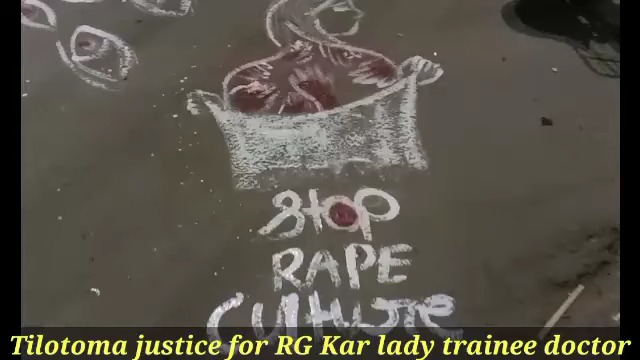 Stop
RAPE
Culture
Tilotoma justice for RG Kar lady trainee doctor